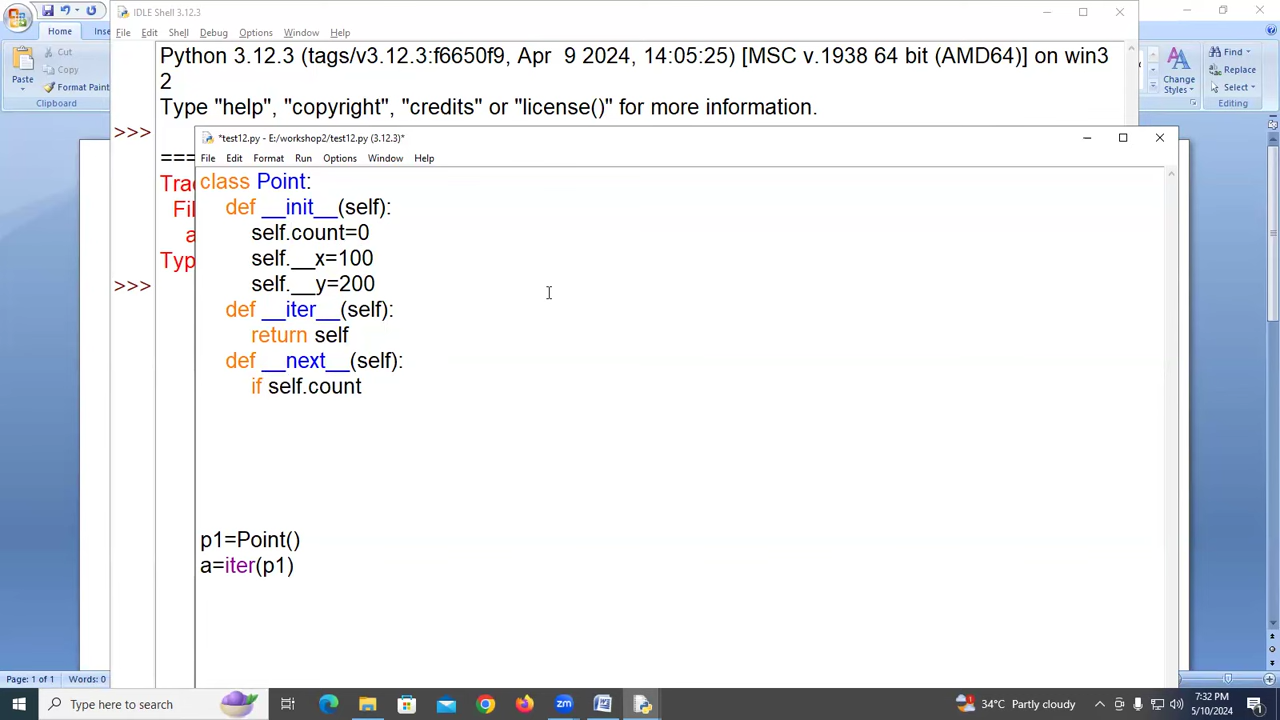 IDLE Shell 3.12.3
File Edit Shell Debug Options Window Help
Home Inse
Paste
Cut
Copy
Format Paint
Clipboard
Find
Replace
Select
Change
Styles
Editing
Python 3.12.3 (tags/v3.12.3:f6650f9, Apr  9 2024, 14:05:25) [MSC v.1938 64 bit (AMD64)] on win3
2
Type "help", "copyright", "credits" or "license()" for more information.
>>>
===
Trac
Fil
a
Typ
>>>
*test12.py - E:/workshop2/test12.py (3.12.3)*
File Edit Format Run Options Window Help
class Point:
    def __init__(self):
        self.count=0
        self.__x=100
        self.__y=200
    def __iter__(self):
        return self
    def __next__(self):
        if self.count
p1=Point()
a=iter(p1)
Page: 1 of 1 Words: 0
Type here to search
34°C Partly cloudy
7:32 PM
5/10/2024